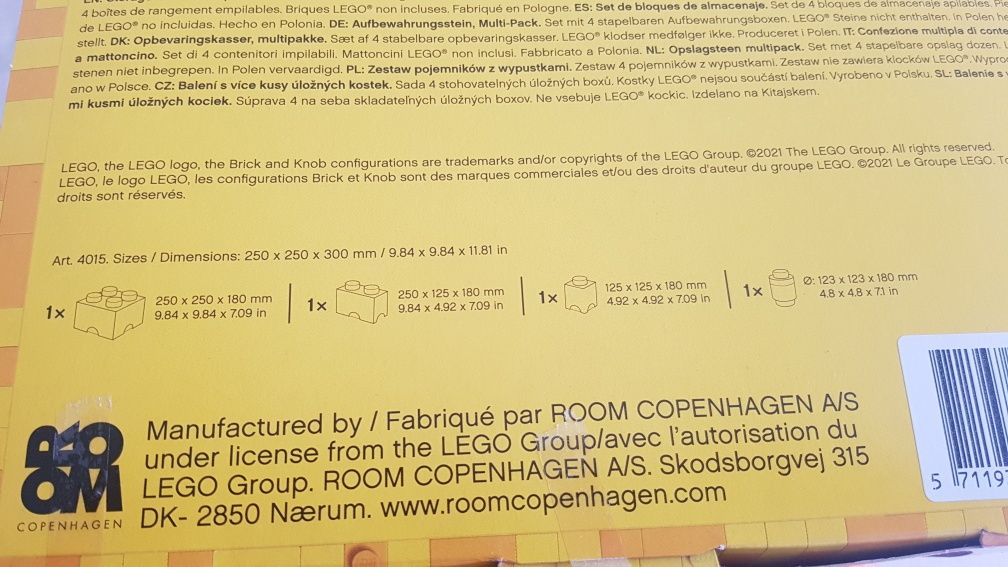 4 boîtes de rangement empilables. Briques LEGO® non incluses. Fabriqué en Pologne. ES: Set de bloques de almacenaje. Set de 4 bloques de almacenaje apilables.
de LEGO® no incluidas. Hecho en Polonia. DE: Aufbewahrungsstein, Multi-Pack. Set mit 4 stapelbaren Aufbewahrungsboxen. LEGO® Steine nicht enthalten. In Polen
stellt. DK: Opbevaringskasser, multipakke. Sæt af 4 stabelbare opbevaringskasser. LEGO® klodser medfølger ikke. Produceret i Polen. IT: Confezione multipla di
a mattoncino. Set di 4 contenitori impilabili. Mattoncini LEGO® non inclusi. Fabbricato a Polonia. NL: Opslagsteen multipack. Set met 4 stapelbare opslag dozen.
stenen niet inbegrepen. In Polen vervaardigd. PL: Zestaw pojemników z wypustkami. Zestaw 4 pojemników z wypustkami. Zestaw nie zawiera klocków LEGO®.
ano w Polsce. CZ: Balení s více kusy úložných kostek. Sada 4 stohovatelných úložných boxů. Kostky LEGO® nejsou součástí balení. Vyrobeno v Polsku. SL: Balenie s
mi kusmi úložných kociek. Súprava 4 na seba skladateľných úložných boxov. Ne vsebuje LEGO® kockic. Izdelano na Kitajskem.
LEGO, the LEGO logo, the Brick and Knob configurations are trademarks and/or copyrights of the LEGO Group. ©2021 The LEGO Group. All rights reserved.
LEGO, le logo LEGO, les configurations Brick et Knob sont des marques commerciales et/ou des droits d'auteur du groupe LEGO. ©2021 Le Groupe LEGO.
droits sont réservés.
Art. 4015. Sizes / Dimensions: 250 x 250 x 300 mm / 9.84 x 9.84 x 11.81 in
1x 250 x 250 x 180 mm
9.84 x 9.84 x 7.09 in
1x 250 x 125 x 180 mm
9.84 x 4.92 x 7.09 in
1x 125 x 125 x 180 mm
4.92 x 4.92 x 7.09 in
1x Ø: 123 x 123 x 180 mm
4.8 x 4.8 x 7.1 in
ROOM
COPENHAGEN
Manufactured by / Fabriqué par ROOM COPENHAGEN A/S
under license from the LEGO Group/avec l'autorisation du
LEGO Group. ROOM COPENHAGEN A/S. Skodsborgvej 315
DK- 2850 Nærum. www.roomcopenhagen.com
5 7119